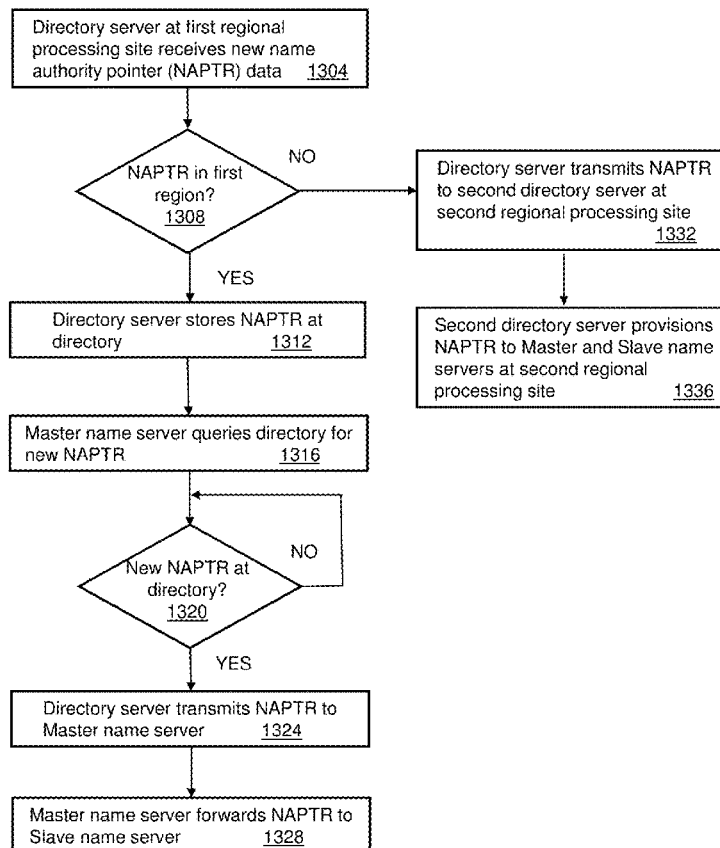 Directory server at first regional
processing site receives new name
authority pointer (NAPTR) data 1304
NAPTR in first
region?
1308
NO
YES
Directory server transmits NAPTR
to second directory server at
second regional processing site
1332
Directory server stores NAPTR at
directory 1312
Second directory server provisions
NAPTR to Master and Slave name
servers at second regional
processing site 1336
Master name server queries directory for
new NAPTR 1316
New NAPTR at
directory?
1320
NO
YES
Directory server transmits NAPTR to
Master name server 1324
Master name server forwards NAPTR to
Slave name server 1328